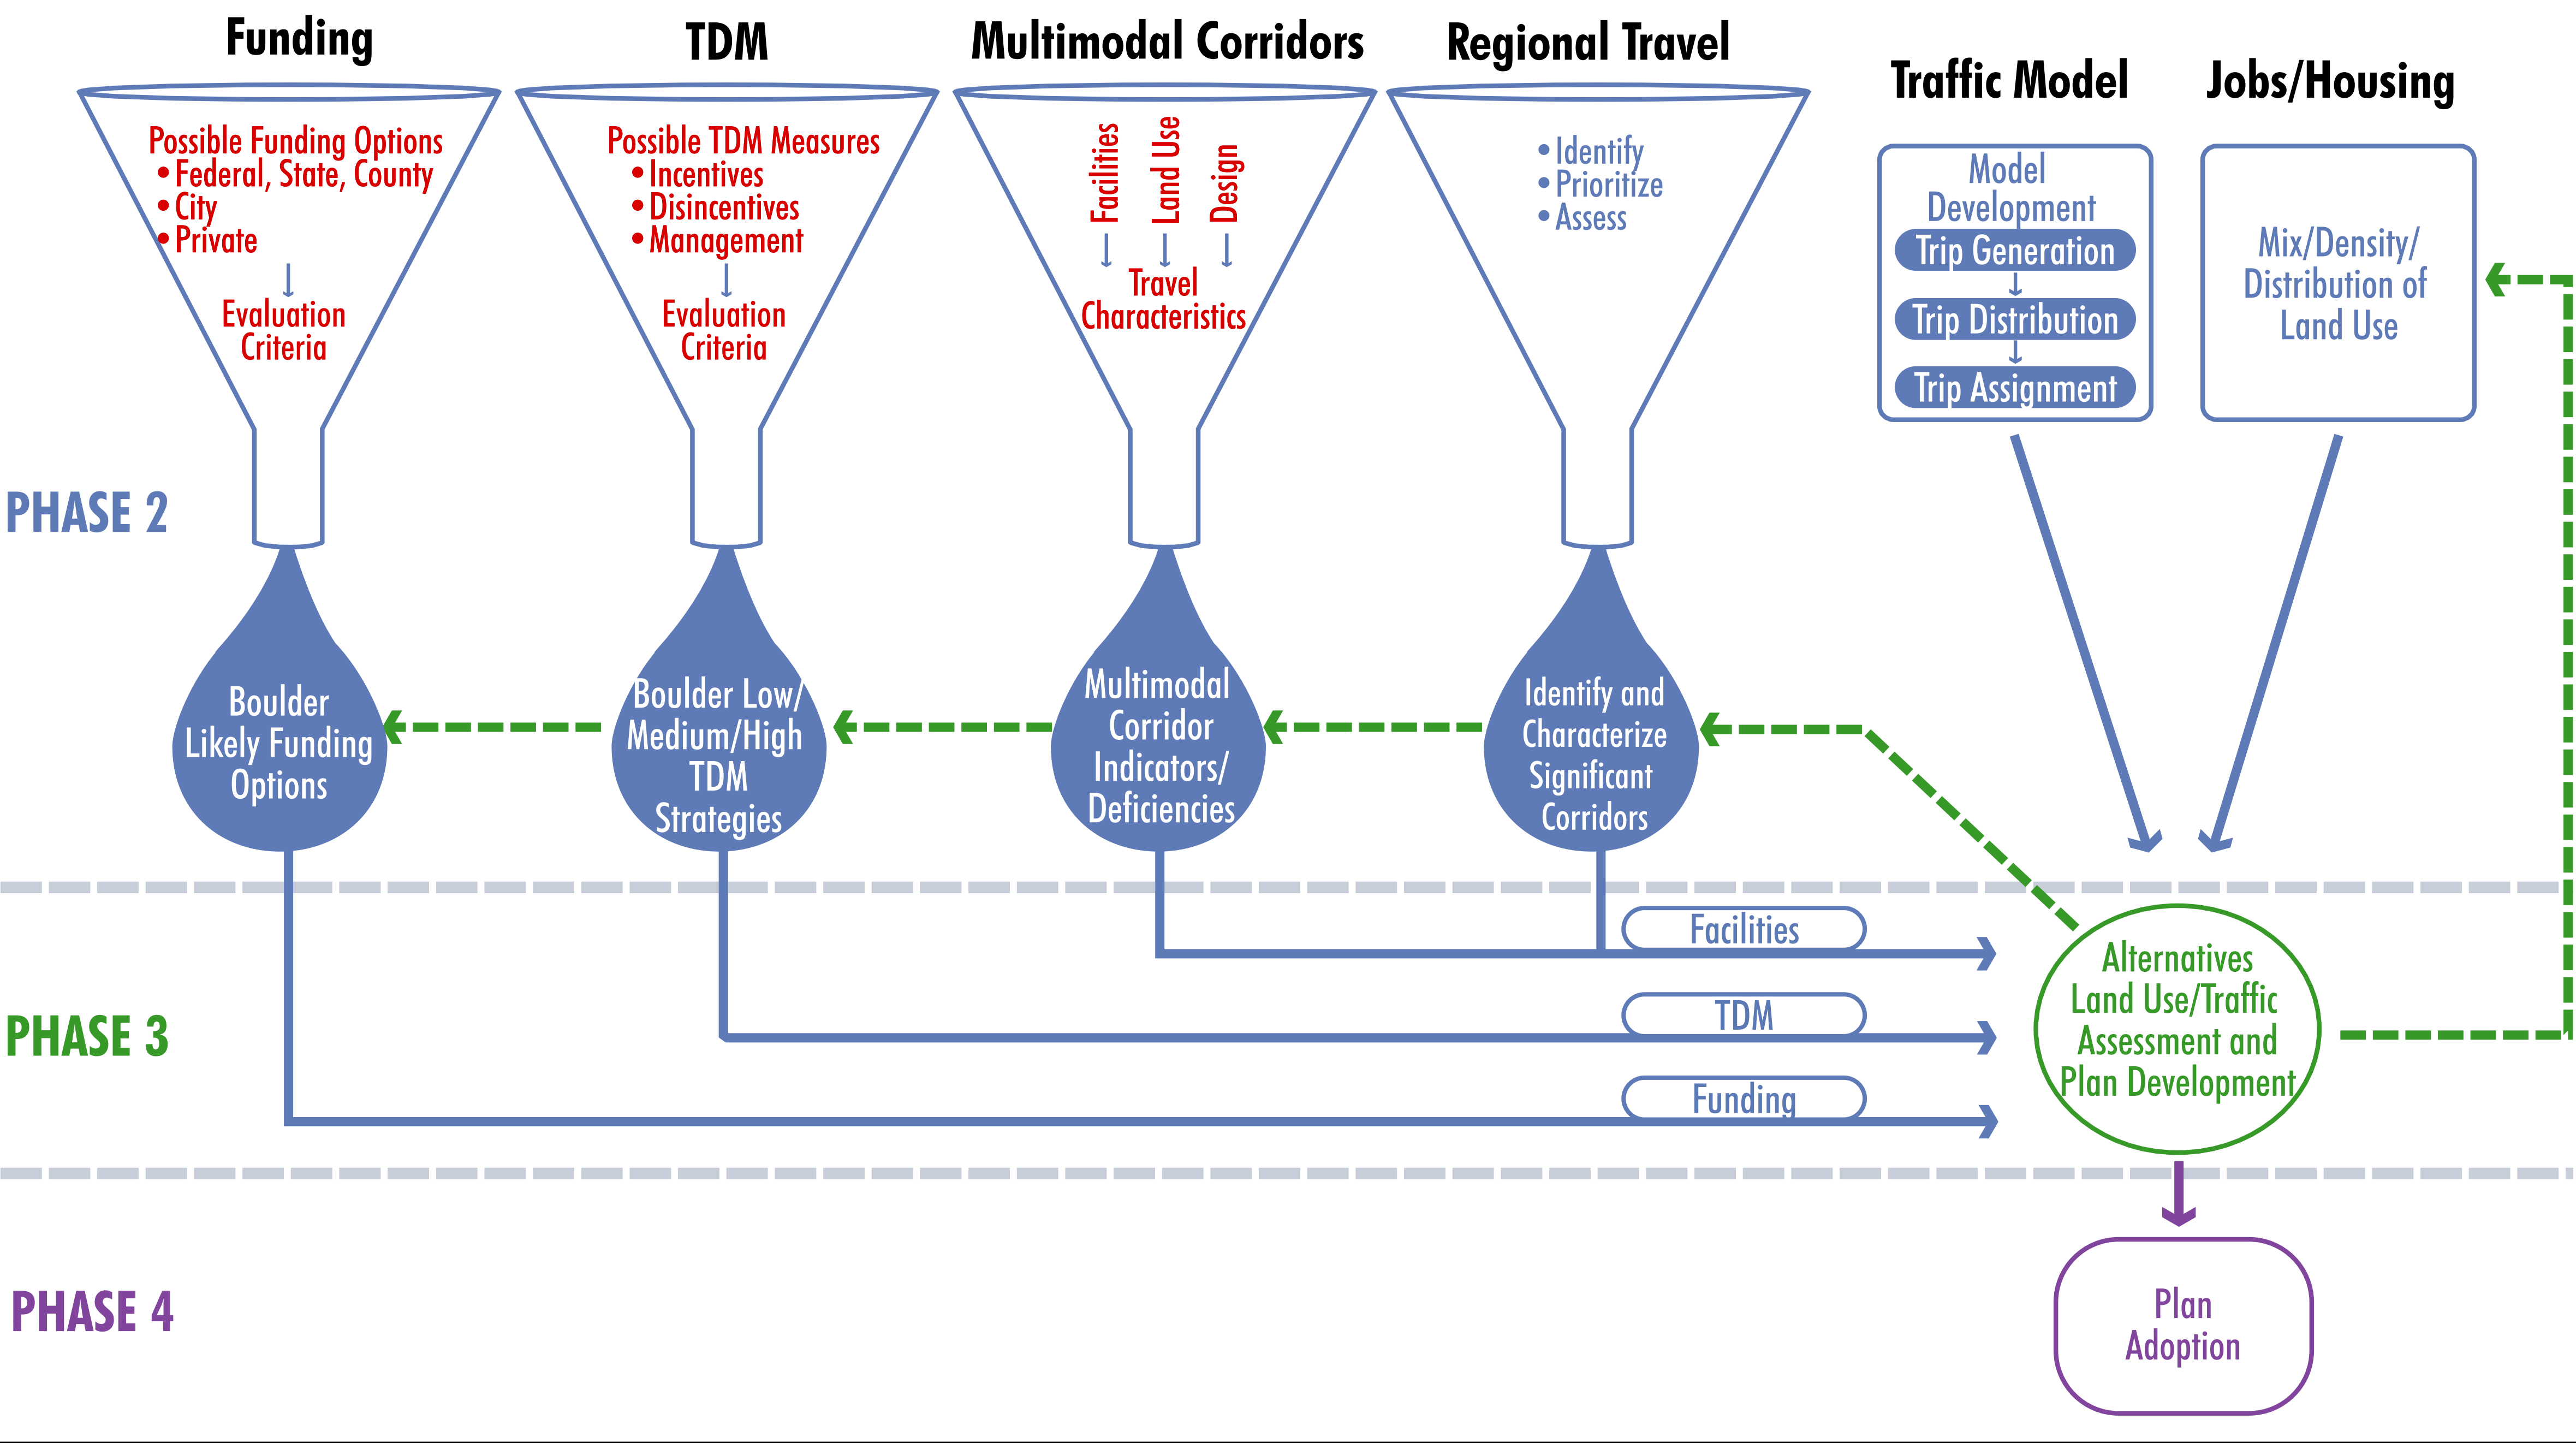 Funding
TDM
Multimodal Corridors
Regional Travel
Traffic Model
Jobs/Housing
Possible Funding Options
• Federal, State, County
• City
• Private
Evaluation
Criteria
Possible TDM Measures
• Incentives
• Disincentives
• Management
Evaluation
Criteria
Facilities
Land Use
Design
Travel
Characteristics
• Identify
• Prioritize
• Assess
Model
Development
Trip Generation
Trip Distribution
Trip Assignment
Mix/Density/
Distribution of
Land Use
PHASE 2
Boulder
Likely Funding
Options
Boulder Low/
Medium/High
TDM
Strategies
Multimodal
Corridor
Indicators/
Deficiencies
Identify and
Characterize
Significant
Corridors
PHASE 3
Facilities
TDM
Funding
Alternatives
Land Use/Traffic
Assessment and
Plan Development
PHASE 4
Plan
Adoption